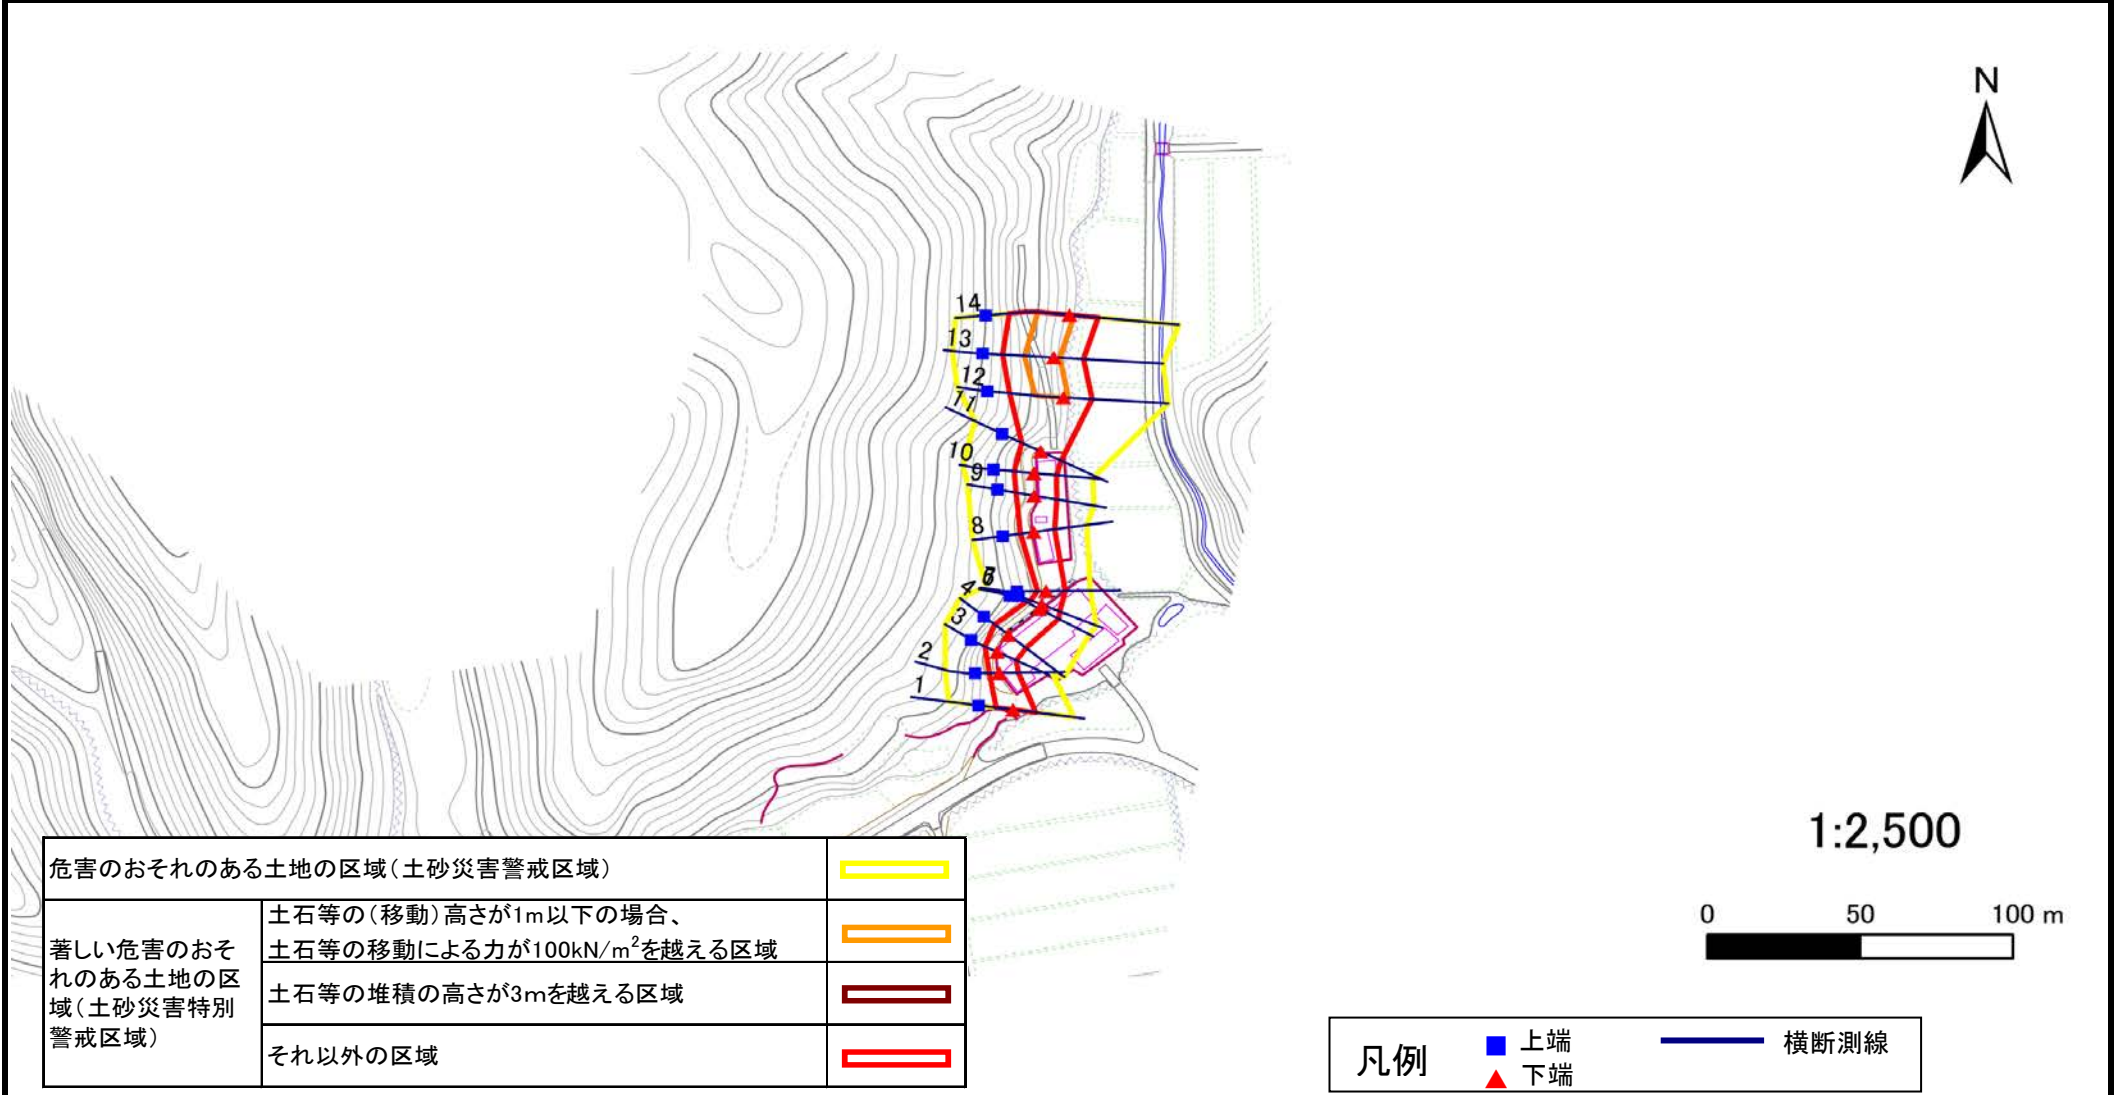 N
14
13
12
11
10
9
8
4
3
2
1
1:2,500
0 50 100 m
危害のおそれのある土地の区域(土砂災害警戒区域)
著しい危害のおそ
れのある土地の区
域(土砂災害特別
警戒区域)
土石等の(移動)高さが1m以下の場合、
土石等の移動による力が100kN/m²を越える区域
土石等の堆積の高さが3mを越える区域
それ以外の区域
凡例
上端
下端
横断測線